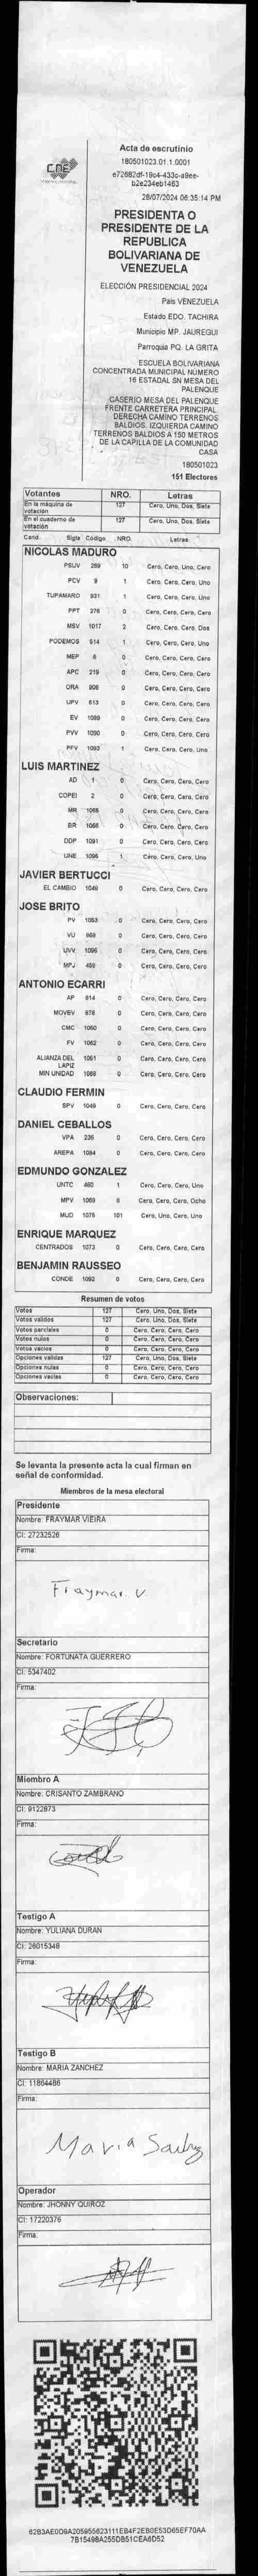 CNE
Acta de escrutinio
180501023.01.1.0001
e72682df-19c4-433c-a9ee-
b2e234eb1463
28/07/2024 06:35:14 PM
PRESIDENTA O
PRESIDENTE DE LA
REPUBLICA
BOLIVARIANA DE
VENEZUELA
ELECCIÓN PRESIDENCIAL 2024
Pais VENEZUELA
Estado EDO. TACHIRA
Municipio MP. JAUREGUI
Parroquia PQ. LA GRITA
ESCUELA BOLIVARIANA
CONCENTRADA MUNICIPAL NÚMERO
16 ESTADAL SN MESA DEL
PALENQUE
CASERIO MESA DEL PALENQUE
FRENTE CARRETERA PRINCIPAL.
DERECHA CAMINO TERRENOS
BALDIOS. IZQUIERDA CAMINO
TERRENOS BALDIOS A 150 METROS
DE LA CAPILLA DE LA COMUNIDAD
CASA
180501023
151 Electores
Votantes NRO. Letras
En la máquina de votación 127 Cero, Uno, Dos, Siete
En el cuaderno de votación 127 Cero, Uno, Dos, Siete
Cand. Sigla Código NRO. Letras
NICOLAS MADURO
PSUV 269 10 Cero, Cero, Uno, Cero
PCV 9 1 Cero, Cero, Cero, Uno
TUPAMARO 931 1 Cero, Cero, Cero, Uno
PPT 276 0 Cero, Cero, Cero, Cero
MSV 1017 2 Cero, Cero, Cero, Dos
PODEMOS 514 1 Cero, Cero, Cero, Uno
MEP 6 0 Cero, Cero, Cero, Cero
APC 219 0 Cero, Cero, Cero, Cero
ORA 908 0 Cero, Cero, Cero, Cero
UPV 613 0 Cero, Cero, Cero, Cero
EV 1089 0 Cero, Cero, Cero, Cero
PVV 1090 0 Cero, Cero, Cero, Cero
PFV 1093 1 Cero, Cero, Cero, Uno
LUIS MARTINEZ
AD 1 0 Cero, Cero, Cero, Cero
COPEI 2 0 Cero, Cero, Cero, Cero
MR 1065 0 Cero, Cero, Cero, Cero
BR 1056 0 Cero, Cero, Cero, Cero
DDP 1091 0 Cero, Cero, Cero, Cero
UNE 1096 1 Cero, Cero, Cero, Uno
JAVIER BERTUCCI
EL CAMBIO 1048 0 Cero, Cero, Cero, Cero
JOSE BRITO
PV 1053 0 Cero, Cero, Cero, Cero
VU 868 0 Cero, Cero, Cero, Cero
UVV 1096 0 Cero, Cero, Cero, Cero
MPJ 458 0 Cero, Cero, Cero, Cero
ANTONIO ECARRI
AP 814 0 Cero, Cero, Cero, Cero
MOVEV 978 0 Cero, Cero, Cero, Cero
CMC 1050 0 Cero, Cero, Cero, Cero
FV 1052 0 Cero, Cero, Cero, Cero
ALIANZA DEL LAPIZ 1051 0 Cero, Cero, Cero, Cero
MIN UNIDAD 1068 0 Cero, Cero, Cero, Cero
CLAUDIO FERMIN
SPV 1049 0 Cero, Cero, Cero, Cero
DANIEL CEBALLOS
VPA 236 0 Cero, Cero, Cero, Cero
AREPA 1084 0 Cero, Cero, Cero, Cero
EDMUNDO GONZALEZ
UNTC 460 1 Cero, Cero, Cero, Uno
MPV 1069 8 Cero, Cero, Cero, Ocho
MUD 1075 101 Cero, Uno, Cero, Uno
ENRIQUE MARQUEZ
CENTRADOS 1073 0 Cero, Cero, Cero, Cero
BENJAMIN RAUSSEO
CONDE 1092 0 Cero, Cero, Cero, Cero
Resumen de votos
Votos 127 Cero, Uno, Dos, Siete
Votos válidos 127 Cero, Uno, Dos, Siete
Votos parciales 0 Cero, Cero, Cero, Cero
Votos nulos 0 Cero, Cero, Cero, Cero
Votos vacios 0 Cero, Cero, Cero, Cero
Opciones válidas 127 Cero, Uno, Dos, Siete
Opciones nulas 0 Cero, Cero, Cero, Cero
Opciones vacias 0 Cero, Cero, Cero, Cero
Observaciones:
Se levanta la presente acta la cual firman en
señal de conformidad.
Miembros de la mesa electoral
Presidente
Nombre: FRAYMAR VIEIRA
CI: 27232526
Firma:
Fraymar. V
Secretario
Nombre: FORTUNATA GUERRERO
CI: 5347402
Firma:
Miembro A
Nombre: CRISANTO ZAMBRANO
CI: 9122873
Firma:
Testigo A
Nombre: YULIANA DURAN
CI: 26015348
Firma:
Testigo B
Nombre: MARIA ZANCHEZ
CI: 11864486
Firma:
Maria
Operador
Nombre: JHONNY QUIROZ
CI: 17220376
Firma:
6283AE0D9A205955623111EB4F2EB0E53D65EF70AA
7B15498A255DB51CEA6D52